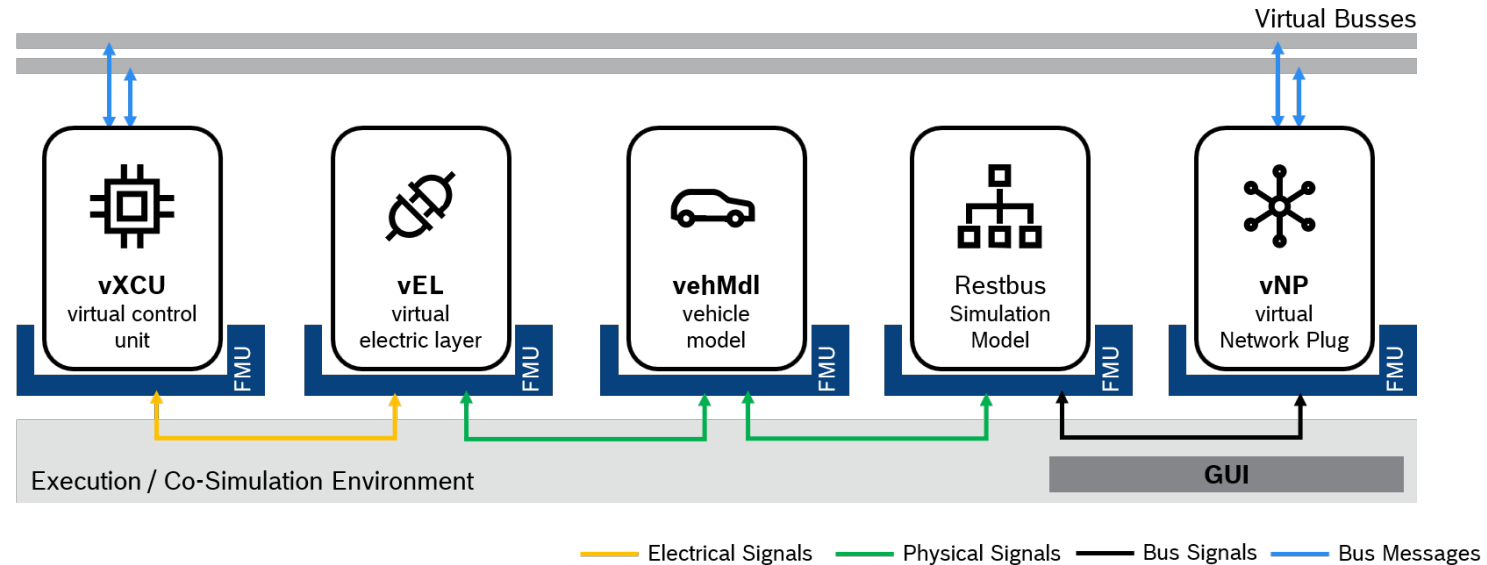 Virtual Busses
vXCU
virtual control
unit
FMU
vEL
virtual
electric layer
FMU
vehMdl
vehicle
model
FMU
Restbus
Simulation
Model
FMU
vNP
virtual
Network Plug
FMU
Execution / Co-Simulation Environment
GUI
Electrical Signals
Physical Signals
Bus Signals
Bus Messages